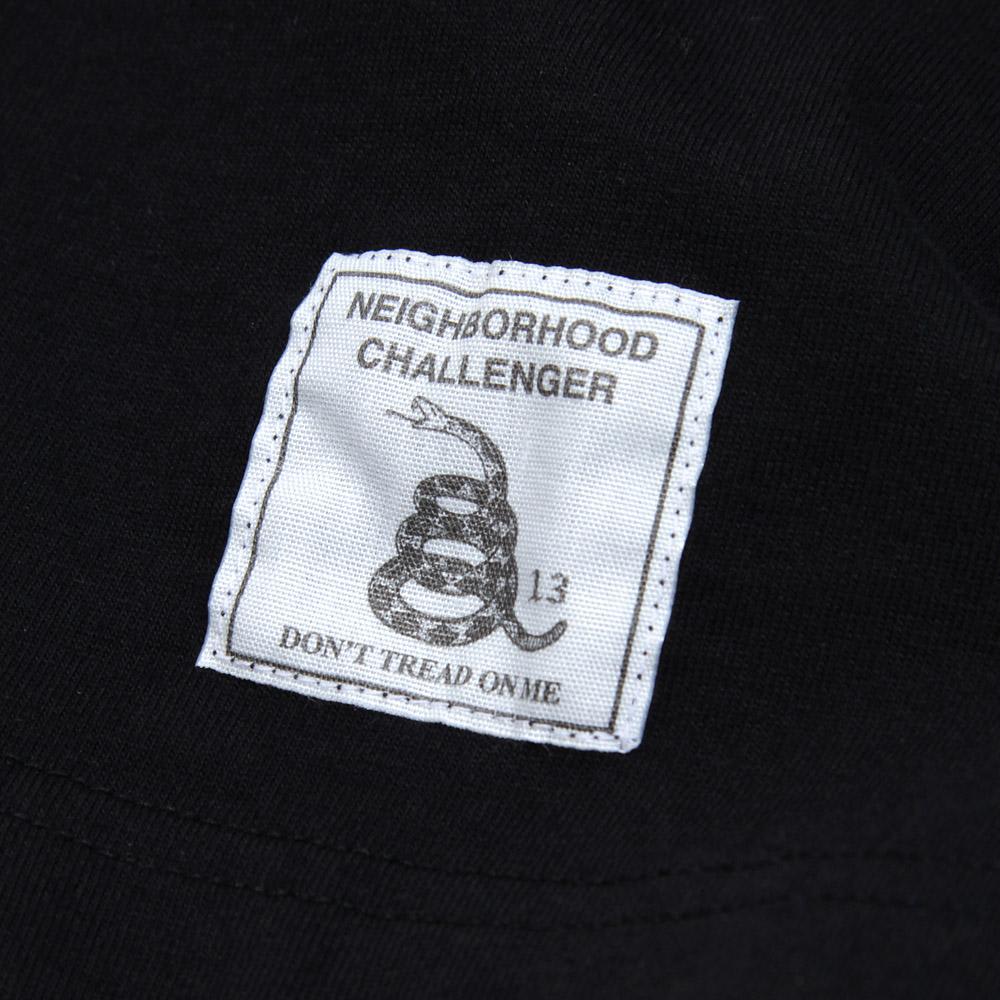 NEIGHBORHOOD
CHALLENGER
13
DON'T TREAD ON ME